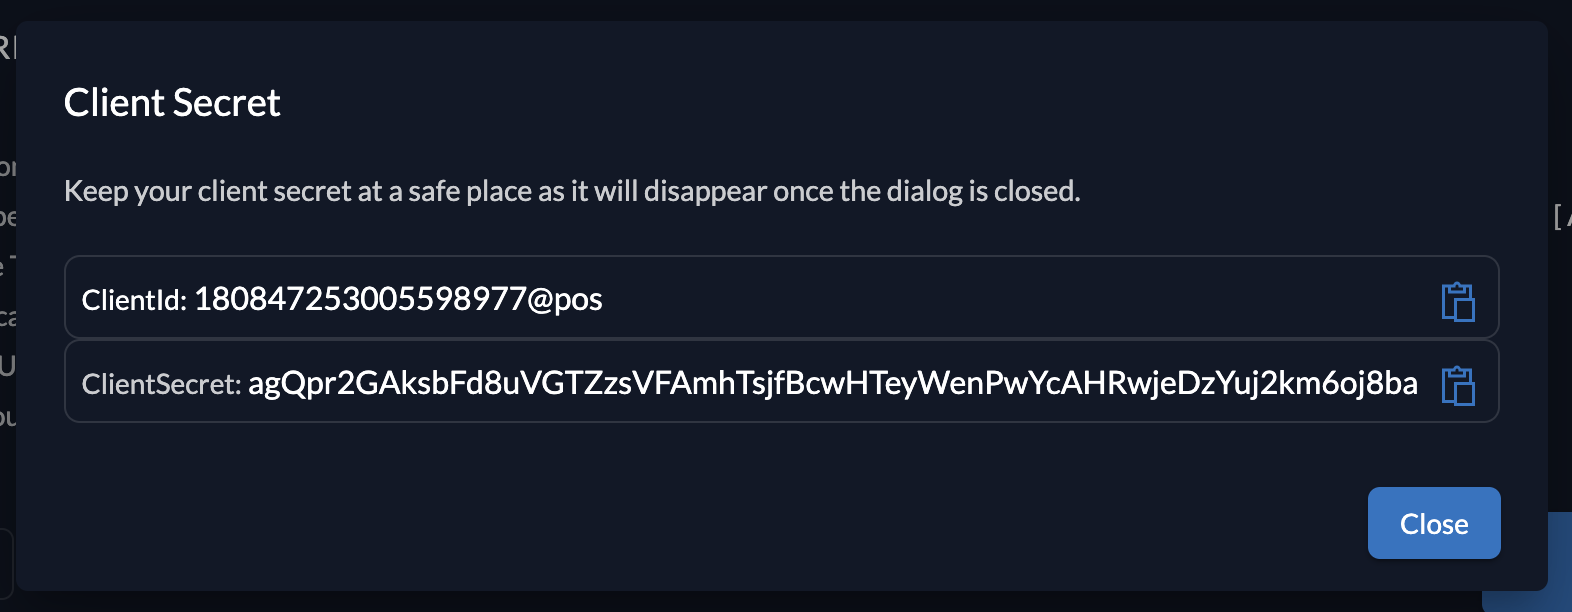 Client Secret
Keep your client secret at a safe place as it will disappear once the dialog is closed.
ClientId: 180847253005598977@pos
ClientSecret: agQpr2GAksbFd8uVGTZzsVFAmhTsjfBcwHTeyWenPwYcAHRwjeDzYuj2km6oj8ba
Close